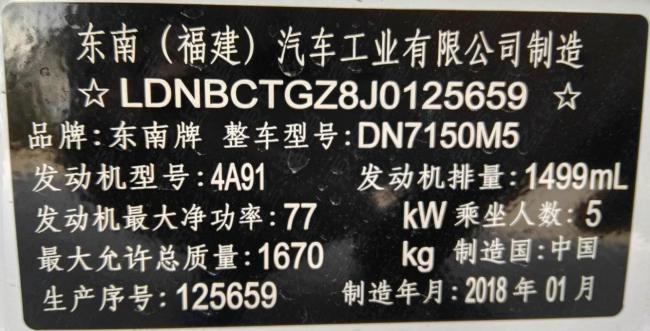 东南（福建）汽车工业有限公司制造
☆ LDNBCTGZ8J0125659 ☆
品牌:东南牌 整车型号:DN7150M5
发动机型号:4A91 发动机排量:1499mL
发动机最大净功率:77 kW 乘坐人数:5
最大允许总质量:1670 kg 制造国:中国
生产序号:125659 制造年月:2018 年 01 月